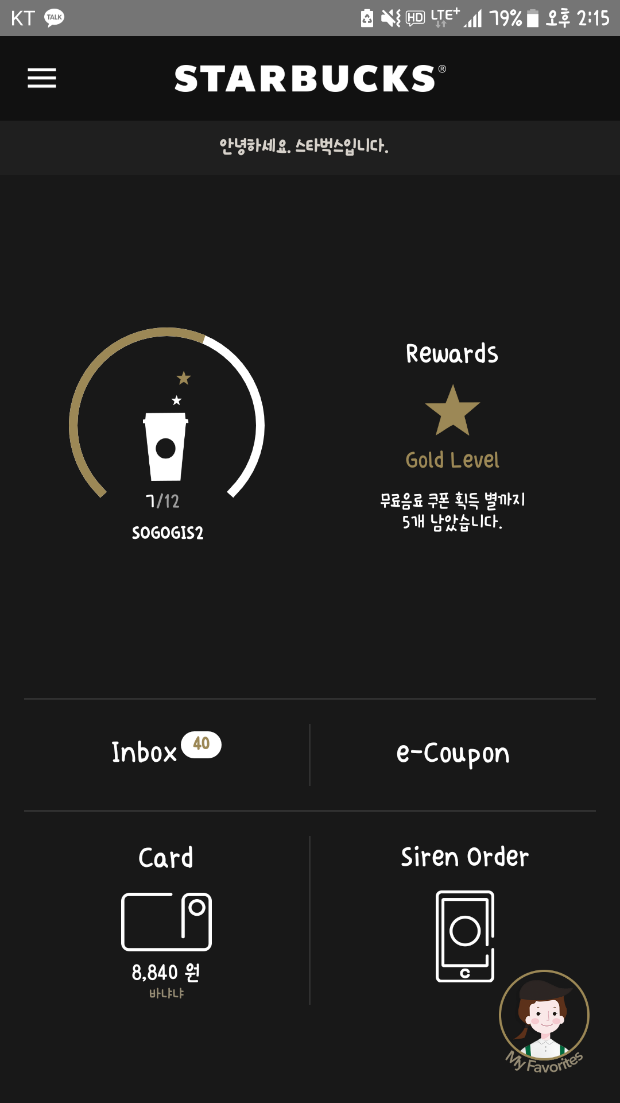 KT TALK HD LTE+ 79% 오후 2:15
STARBUCKS®
안녕하세요. 스타벅스입니다.
7/12
SOGOGIS2
Rewards
Gold Level
무료음료 쿠폰 획득 별까지
5개 남았습니다.
Inbox 40
e-Coupon
Card
8,840 원
바냐냐
Siren Order
My Favorites